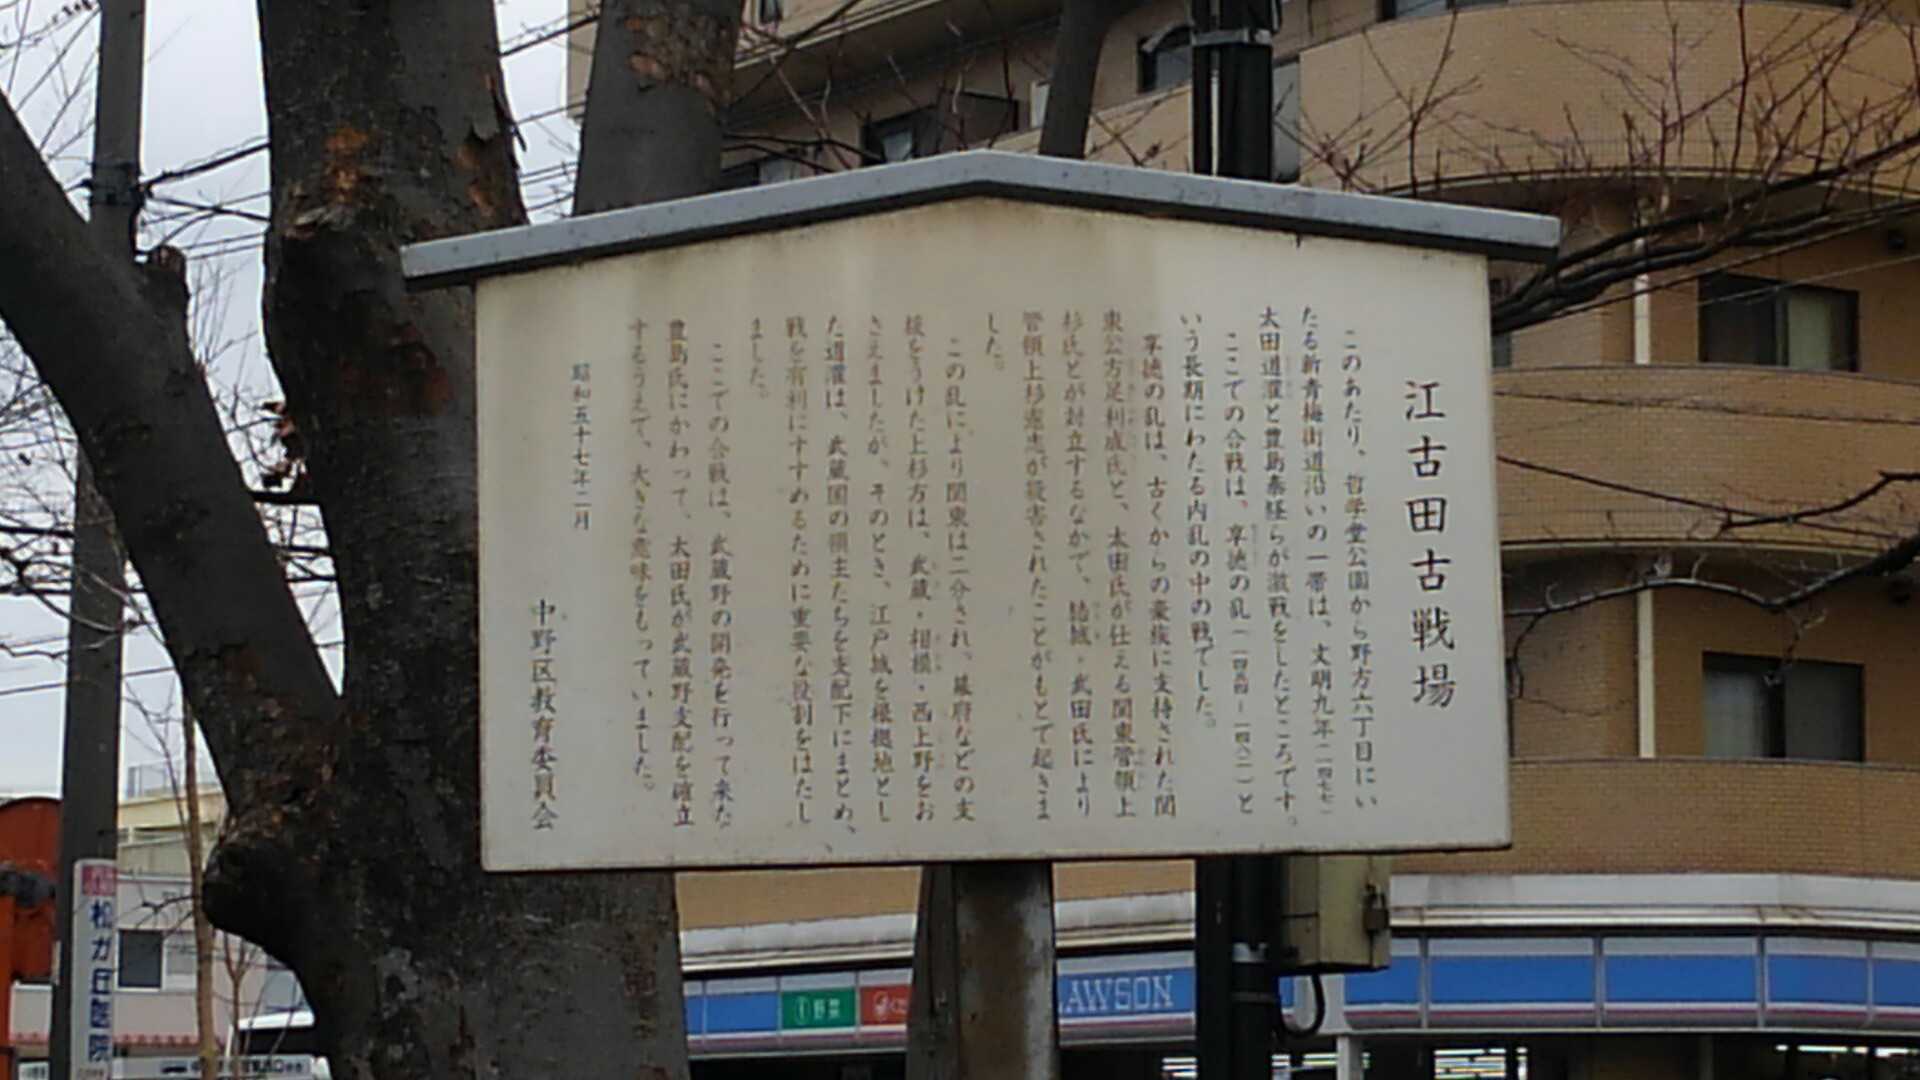 江古田古戦場
このあたり、哲学堂公園から野方六丁目にい
たる新青梅街道沿いの一帯は、文明九年(一四七七)
太田道灌と豊島泰経らが激戦をしたところです。
ここでの合戦は、享徳の乱(一四五四－一四八二)と
いう長期にわたる内乱の中の戦でした。
享徳の乱は、古くからの豪族に支持された関
東公方足利成氏と、太田氏が仕える関東管領上
杉氏とが対立するなかで、結城・武田氏により
管領上杉憲忠が殺害されたことがもとで起きま
した。
この乱により関東は二分され、幕府などの支
援をうけた上杉方は、武蔵・相模・西上野をお
さえましたが、そのとき、江戸城を根拠地とし
た道灌は、武蔵国の領主たちを支配下にまとめ、
戦を有利にすすめるために重要な役割をはたし
ました。
ここでの合戦は、武蔵野の開発を行って来た
豊島氏にかわって、太田氏が武蔵野支配を確立
するうえで、大きな意味をもっていました。
昭和五十七年二月
中野区教育委員会
松が丘医院
野菜
LAWSON